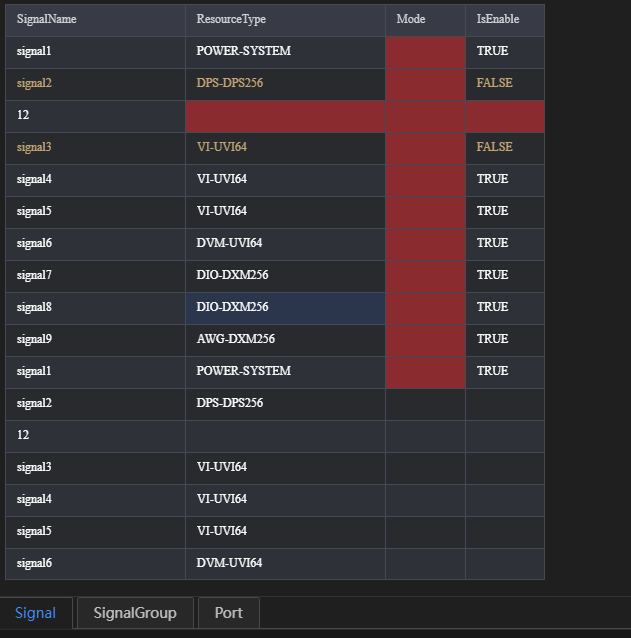 SignalName ResourceType Mode IsEnable
signal1 POWER-SYSTEM TRUE
signal2 DPS-DPS256 FALSE
12
signal3 VI-UVI64 FALSE
signal4 VI-UVI64 TRUE
signal5 VI-UVI64 TRUE
signal6 DVM-UVI64 TRUE
signal7 DIO-DXM256 TRUE
signal8 DIO-DXM256 TRUE
signal9 AWG-DXM256 TRUE
signal1 POWER-SYSTEM TRUE
signal2 DPS-DPS256
12
signal3 VI-UVI64
signal4 VI-UVI64
signal5 VI-UVI64
signal6 DVM-UVI64
Signal SignalGroup Port